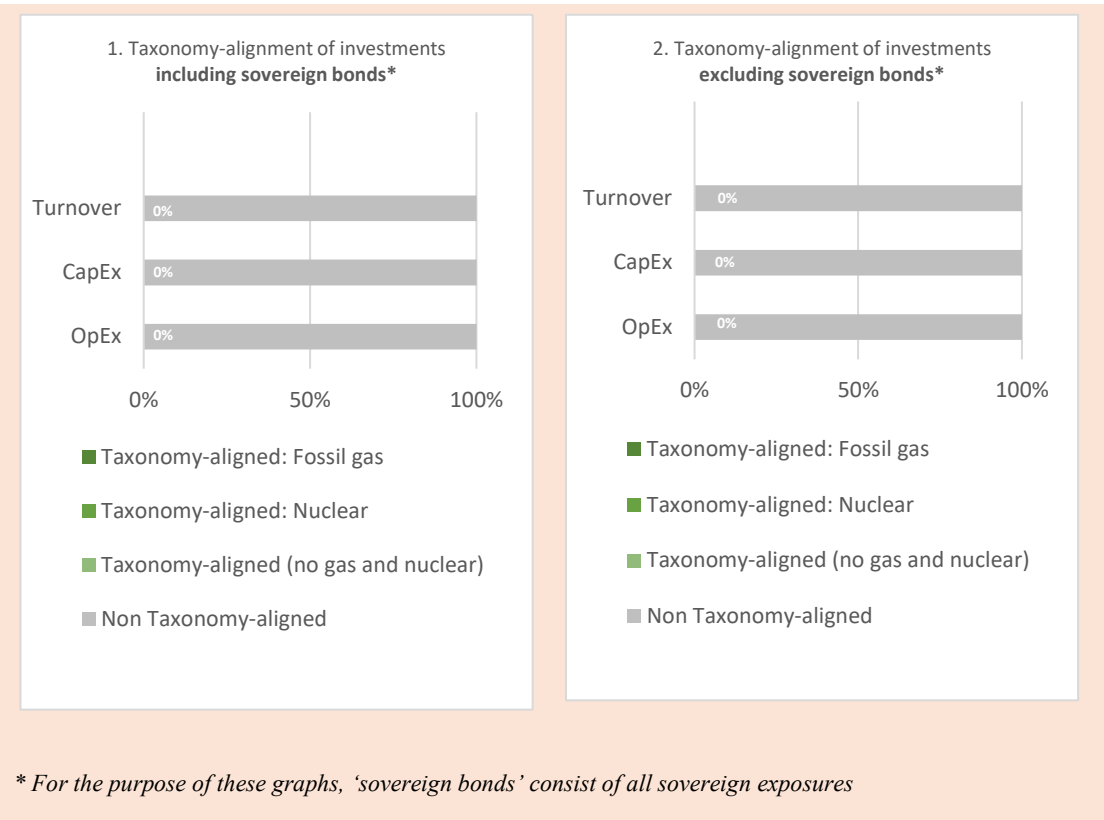 1. Taxonomy-alignment of investments
including sovereign bonds*
Turnover
0%
CapEx
0%
OpEx
0%
0% 50% 100%
Taxonomy-aligned: Fossil gas
Taxonomy-aligned: Nuclear
Taxonomy-aligned (no gas and nuclear)
Non Taxonomy-aligned
2. Taxonomy-alignment of investments
excluding sovereign bonds*
Turnover
0%
CapEx
0%
OpEx
0%
0% 50% 100%
Taxonomy-aligned: Fossil gas
Taxonomy-aligned: Nuclear
Taxonomy-aligned (no gas and nuclear)
Non Taxonomy-aligned
* For the purpose of these graphs, ‘sovereign bonds’ consist of all sovereign exposures